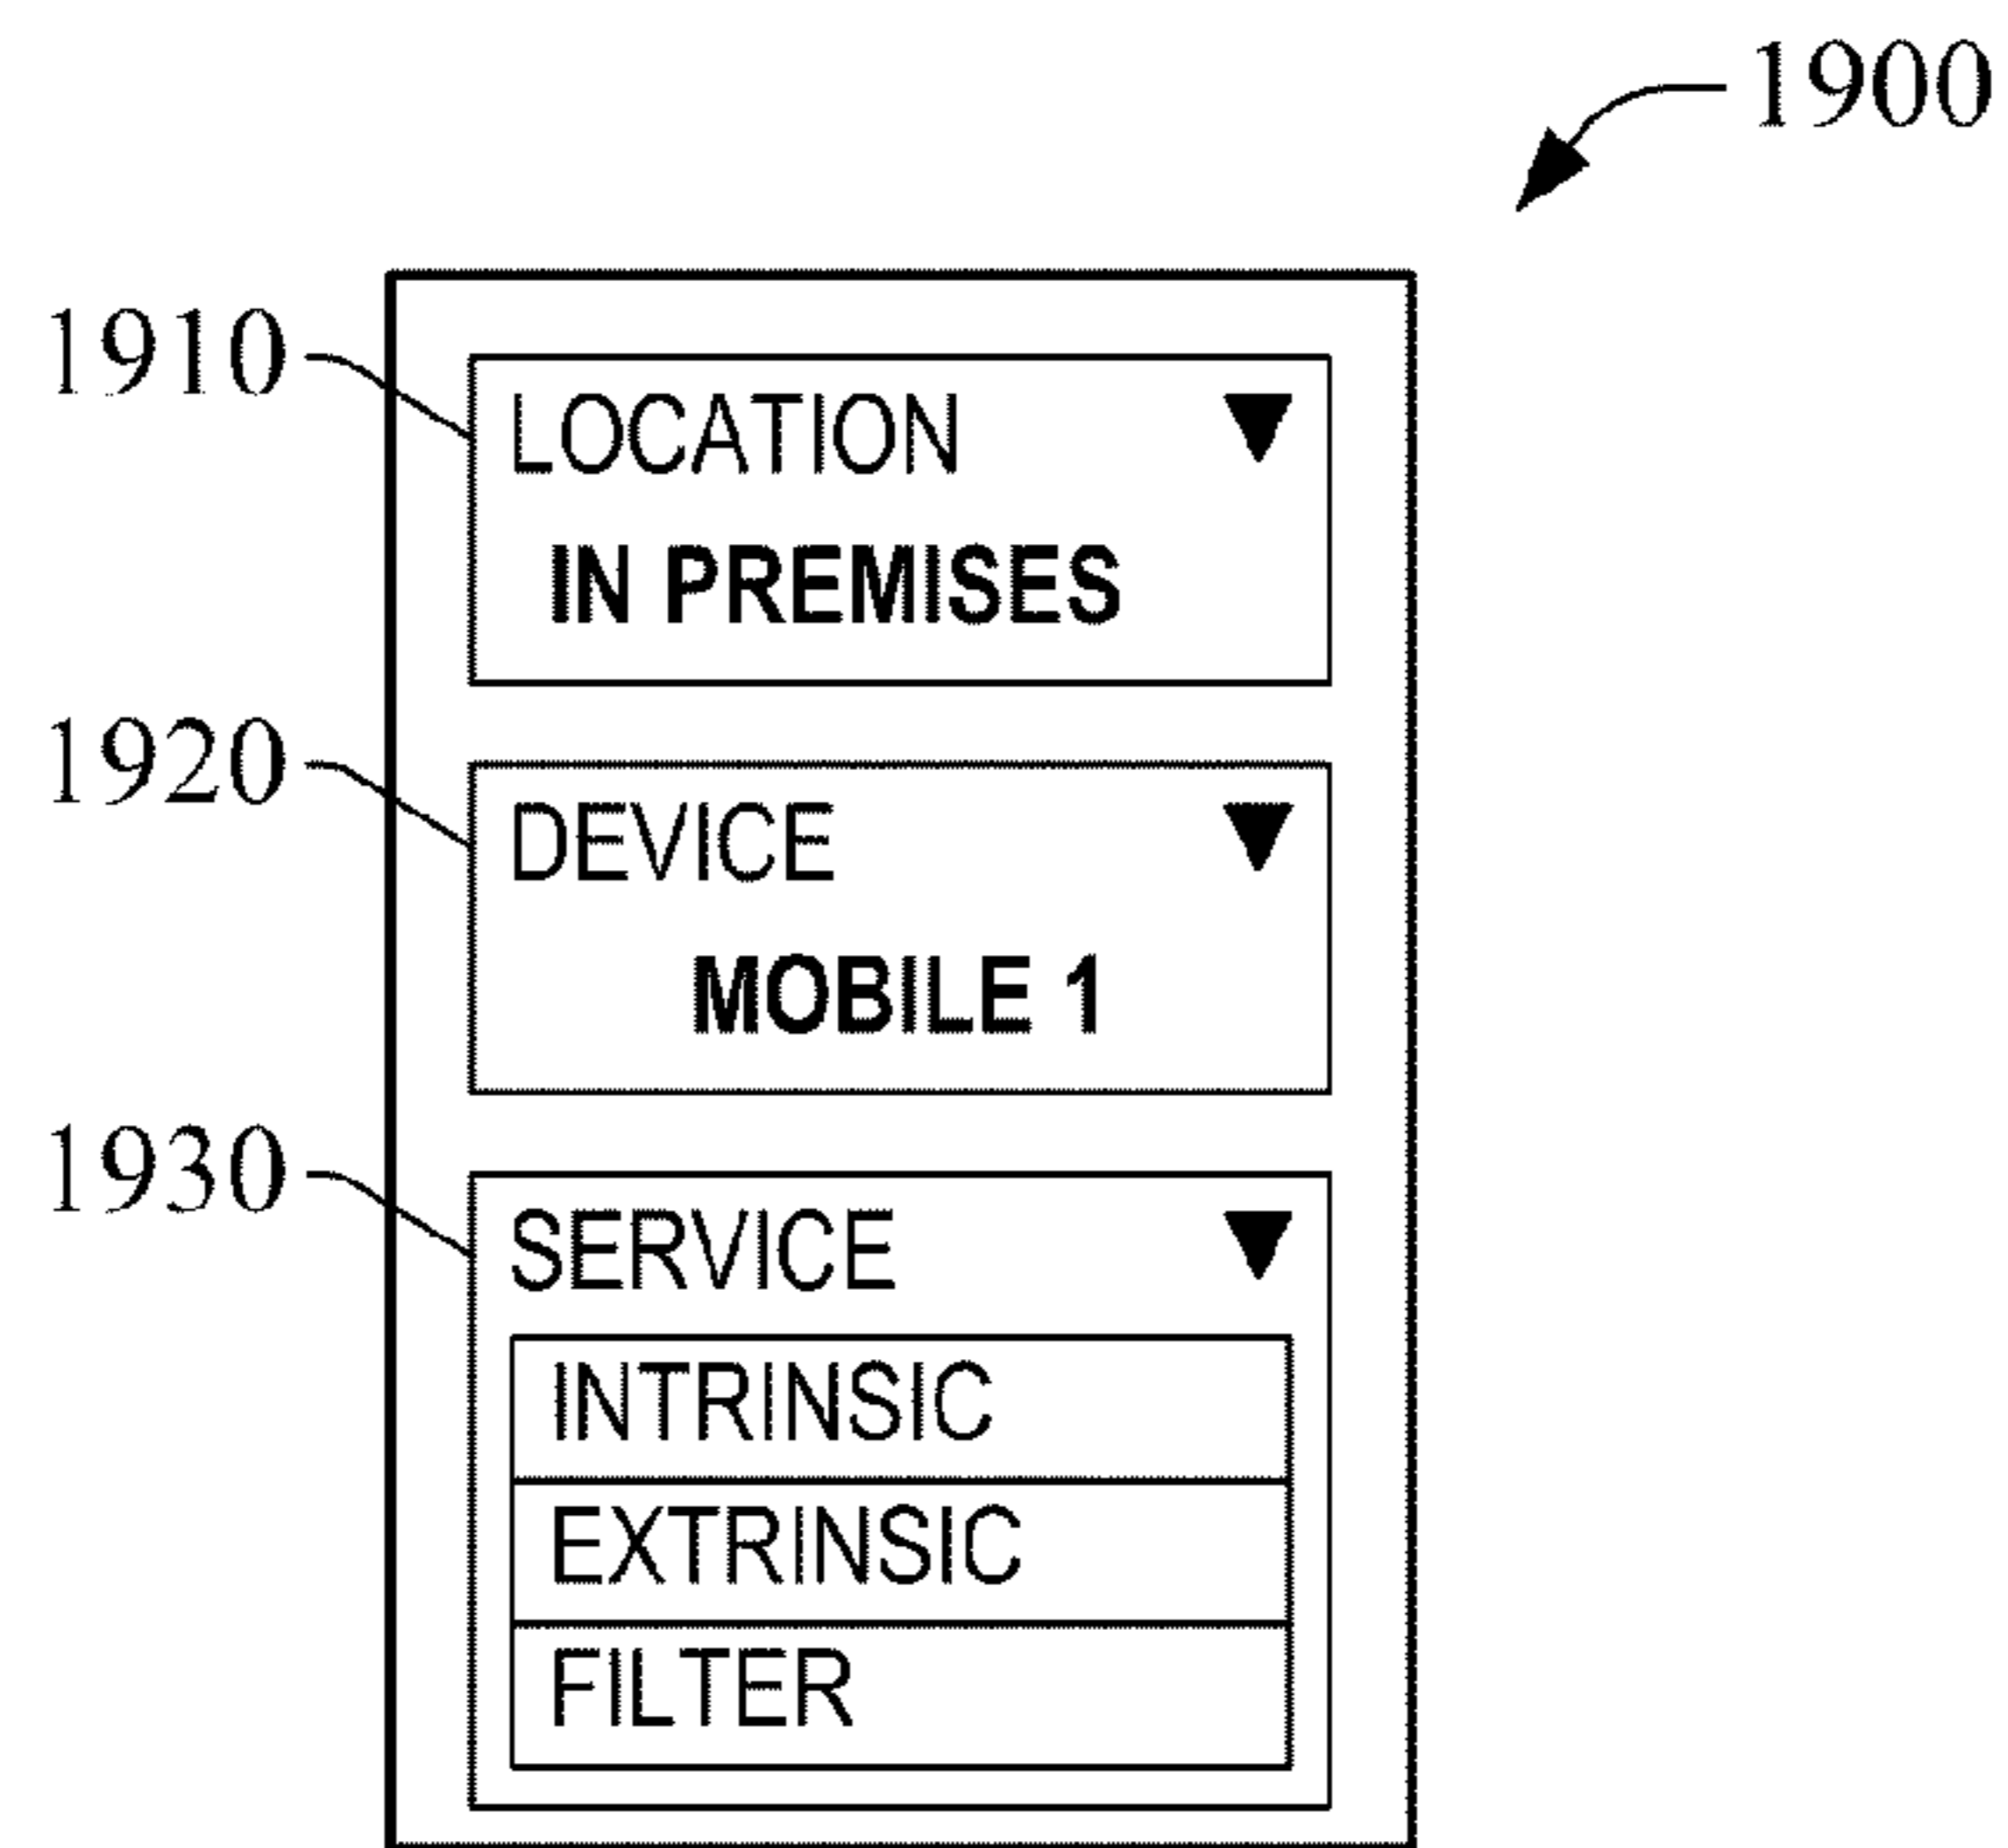 1900
1910
LOCATION
IN PREMISES
1920
DEVICE
MOBILE 1
1930
SERVICE
INTRINSIC
EXTRINSIC
FILTER